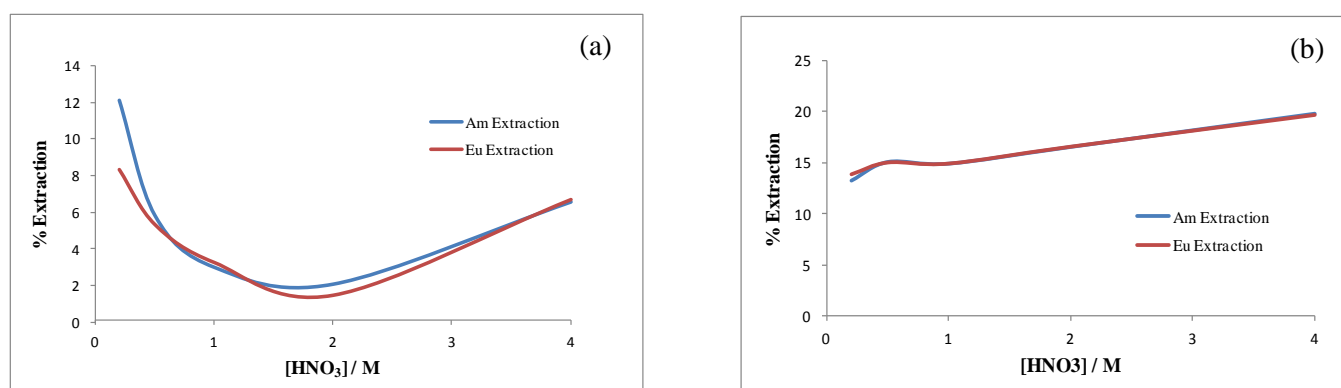 (a)
14
12
10
8
6
4
2
0
% Extraction
0 1 2 3 4
[HNO₃] / M
Am Extraction
Eu Extraction
(b)
25
20
15
10
5
0
% Extraction
0 1 2 3 4
[HNO3] / M
Am Extraction
Eu Extraction